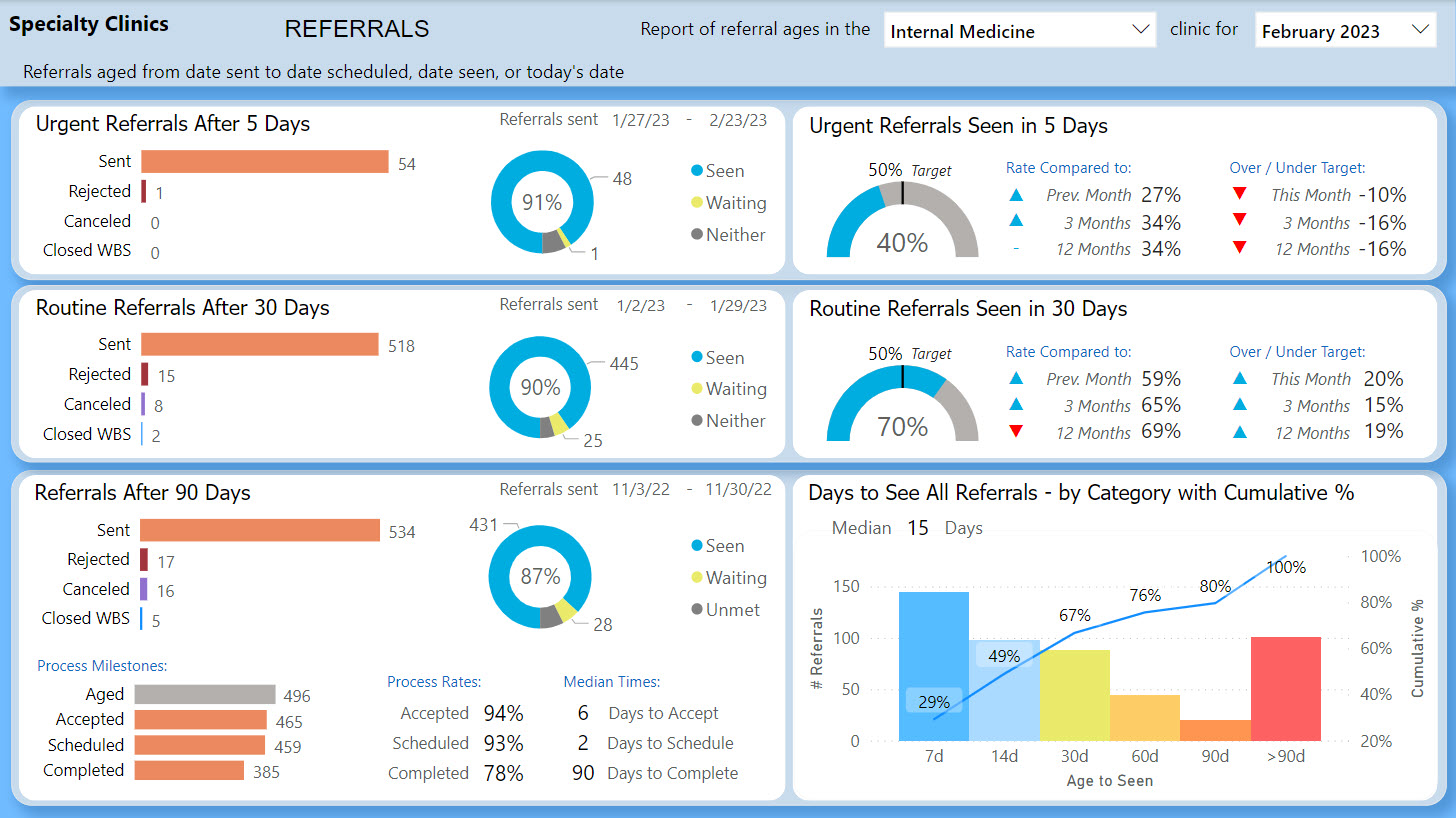 Specialty Clinics REFERRALS Report of referral ages in the Internal Medicine clinic for February 2023
Referrals aged from date sent to date scheduled, date seen, or today's date
Urgent Referrals After 5 Days
Referrals sent 1/27/23 - 2/23/23
Sent 54
Rejected 1
Canceled 0
Closed WBS 0
91%
48
1
Seen
Waiting
Neither
Urgent Referrals Seen in 5 Days
50% Target
40%
Rate Compared to:
Prev. Month 27%
3 Months 34%
- 12 Months 34%
Over / Under Target:
This Month -10%
3 Months -16%
12 Months -16%
Routine Referrals After 30 Days
Referrals sent 1/2/23 - 1/29/23
Sent 518
Rejected 15
Canceled 8
Closed WBS 2
90%
445
25
Seen
Waiting
Neither
Routine Referrals Seen in 30 Days
50% Target
70%
Rate Compared to:
Prev. Month 59%
3 Months 65%
12 Months 69%
Over / Under Target:
This Month 20%
3 Months 15%
12 Months 19%
Referrals After 90 Days
Referrals sent 11/3/22 - 11/30/22
Sent 534
Rejected 17
Canceled 16
Closed WBS 5
431
87%
28
Seen
Waiting
Unmet
Process Milestones:
Aged 496
Accepted 465
Scheduled 459
Completed 385
Process Rates:
Accepted 94%
Scheduled 93%
Completed 78%
Median Times:
6 Days to Accept
2 Days to Schedule
90 Days to Complete
Days to See All Referrals - by Category with Cumulative %
Median 15 Days
# Referrals
150
100
50
0
29%
49%
67%
76%
80%
100%
100%
80%
60%
40%
20%
Cumulative %
7d 14d 30d 60d 90d >90d
Age to Seen